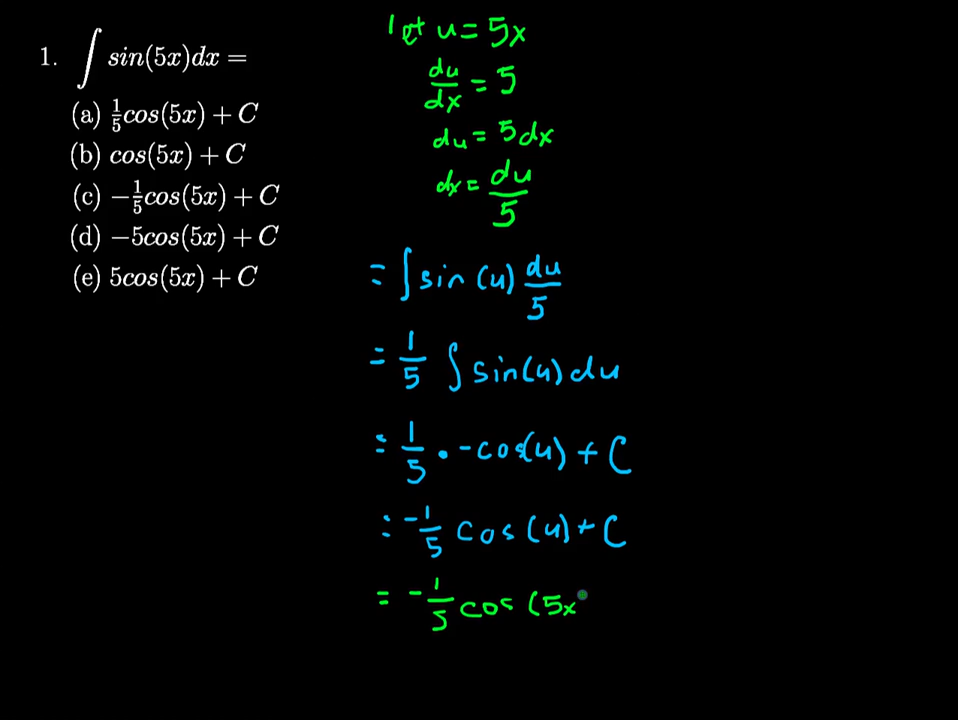 1. ∫ sin(5x)dx =
(a) 1/5 cos(5x) + C
(b) cos(5x) + C
(c) −1/5 cos(5x) + C
(d) −5cos(5x) + C
(e) 5cos(5x) + C
let u = 5x
du/dx = 5
du = 5dx
dx = du/5
= ∫ sin(u) du/5
= 1/5 ∫ sin(u) du
= 1/5 · -cos(u) + C
= -1/5 cos(u) + C
= -1/5 cos(5x